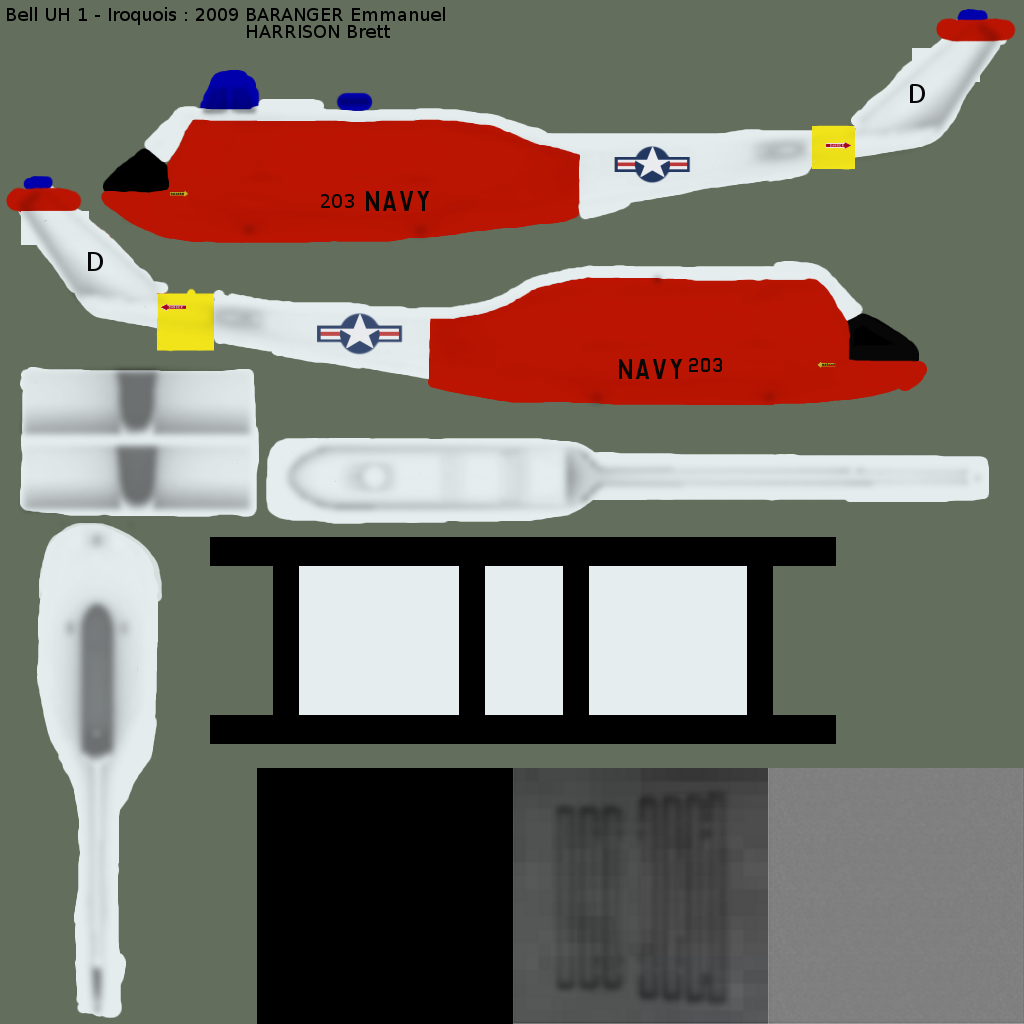 Bell UH 1 - Iroquois : 2009 BARANGER Emmanuel
HARRISON Brett
D
203 NAVY
D
NAVY 203